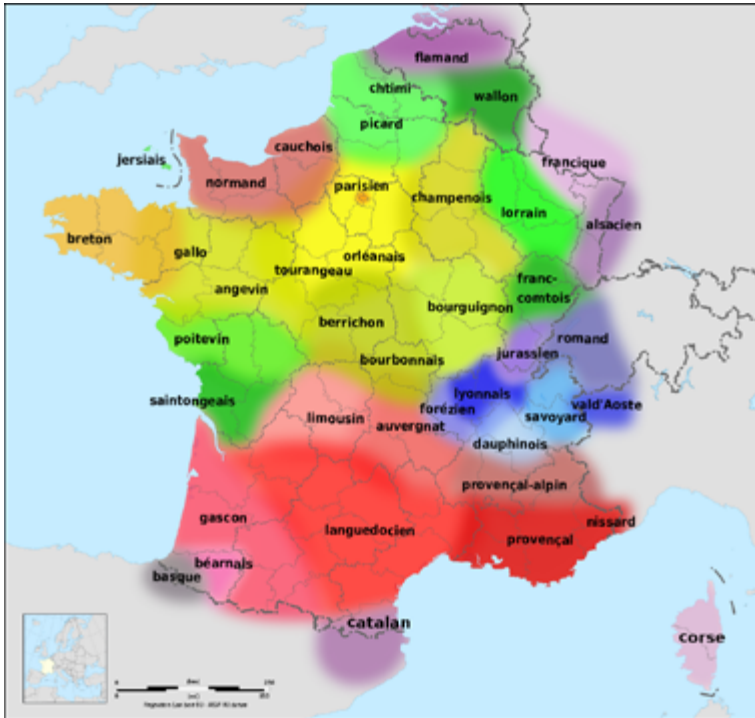 flamand
chtimi
wallon
picard
cauchois
jersiais
francique
normand
parisien
champenois
lorrain
alsacien
breton
gallo
orléanais
tourangeau
angevin
franc-
comtois
bourguignon
berrichon
poitevin
romand
jurassien
bourbonnais
lyonnais
saintongeais
forézien
vald'Aoste
savoyard
limousin
auvergnat
dauphinois
provençal-alpin
gascon
languedocien
nissard
provençal
béarnais
basque
catalan
corse